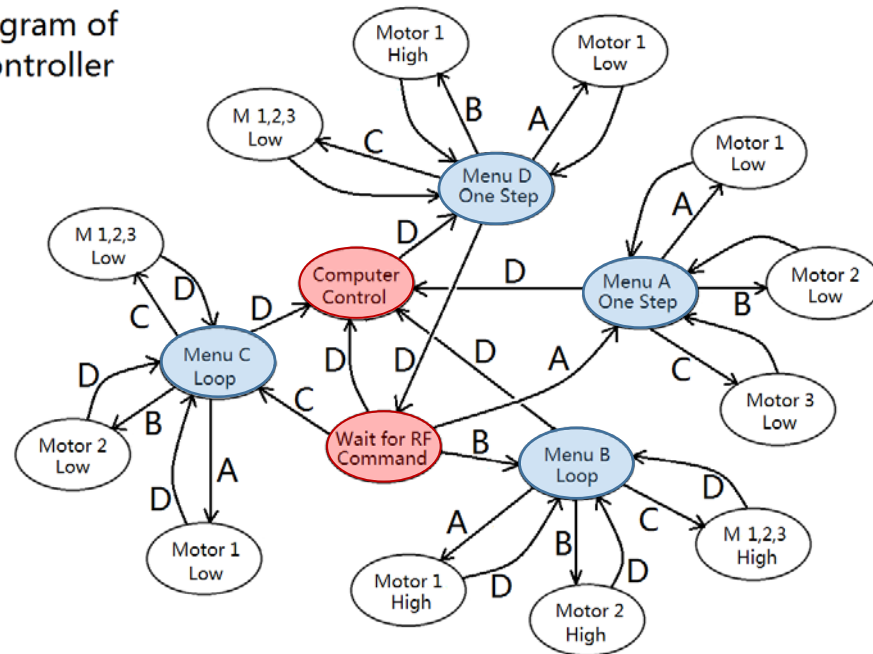 gram of
ontroller
Motor 1
High
Motor 1
Low
M 1,2,3
Low
B
A
C
Menu D
One Step
Motor 1
Low
A
D
M 1,2,3
Low
Computer
Control
D
Menu A
One Step
Motor 2
Low
B
D
C
D
Menu C
Loop
D
D
D
A
C
Motor 3
Low
D
B
C
Motor 2
Low
Wait for RF
Command
B
Menu B
Loop
A
D
D
A
B
C
M 1,2,3
High
Motor 1
Low
Motor 1
High
D
D
Motor 2
High